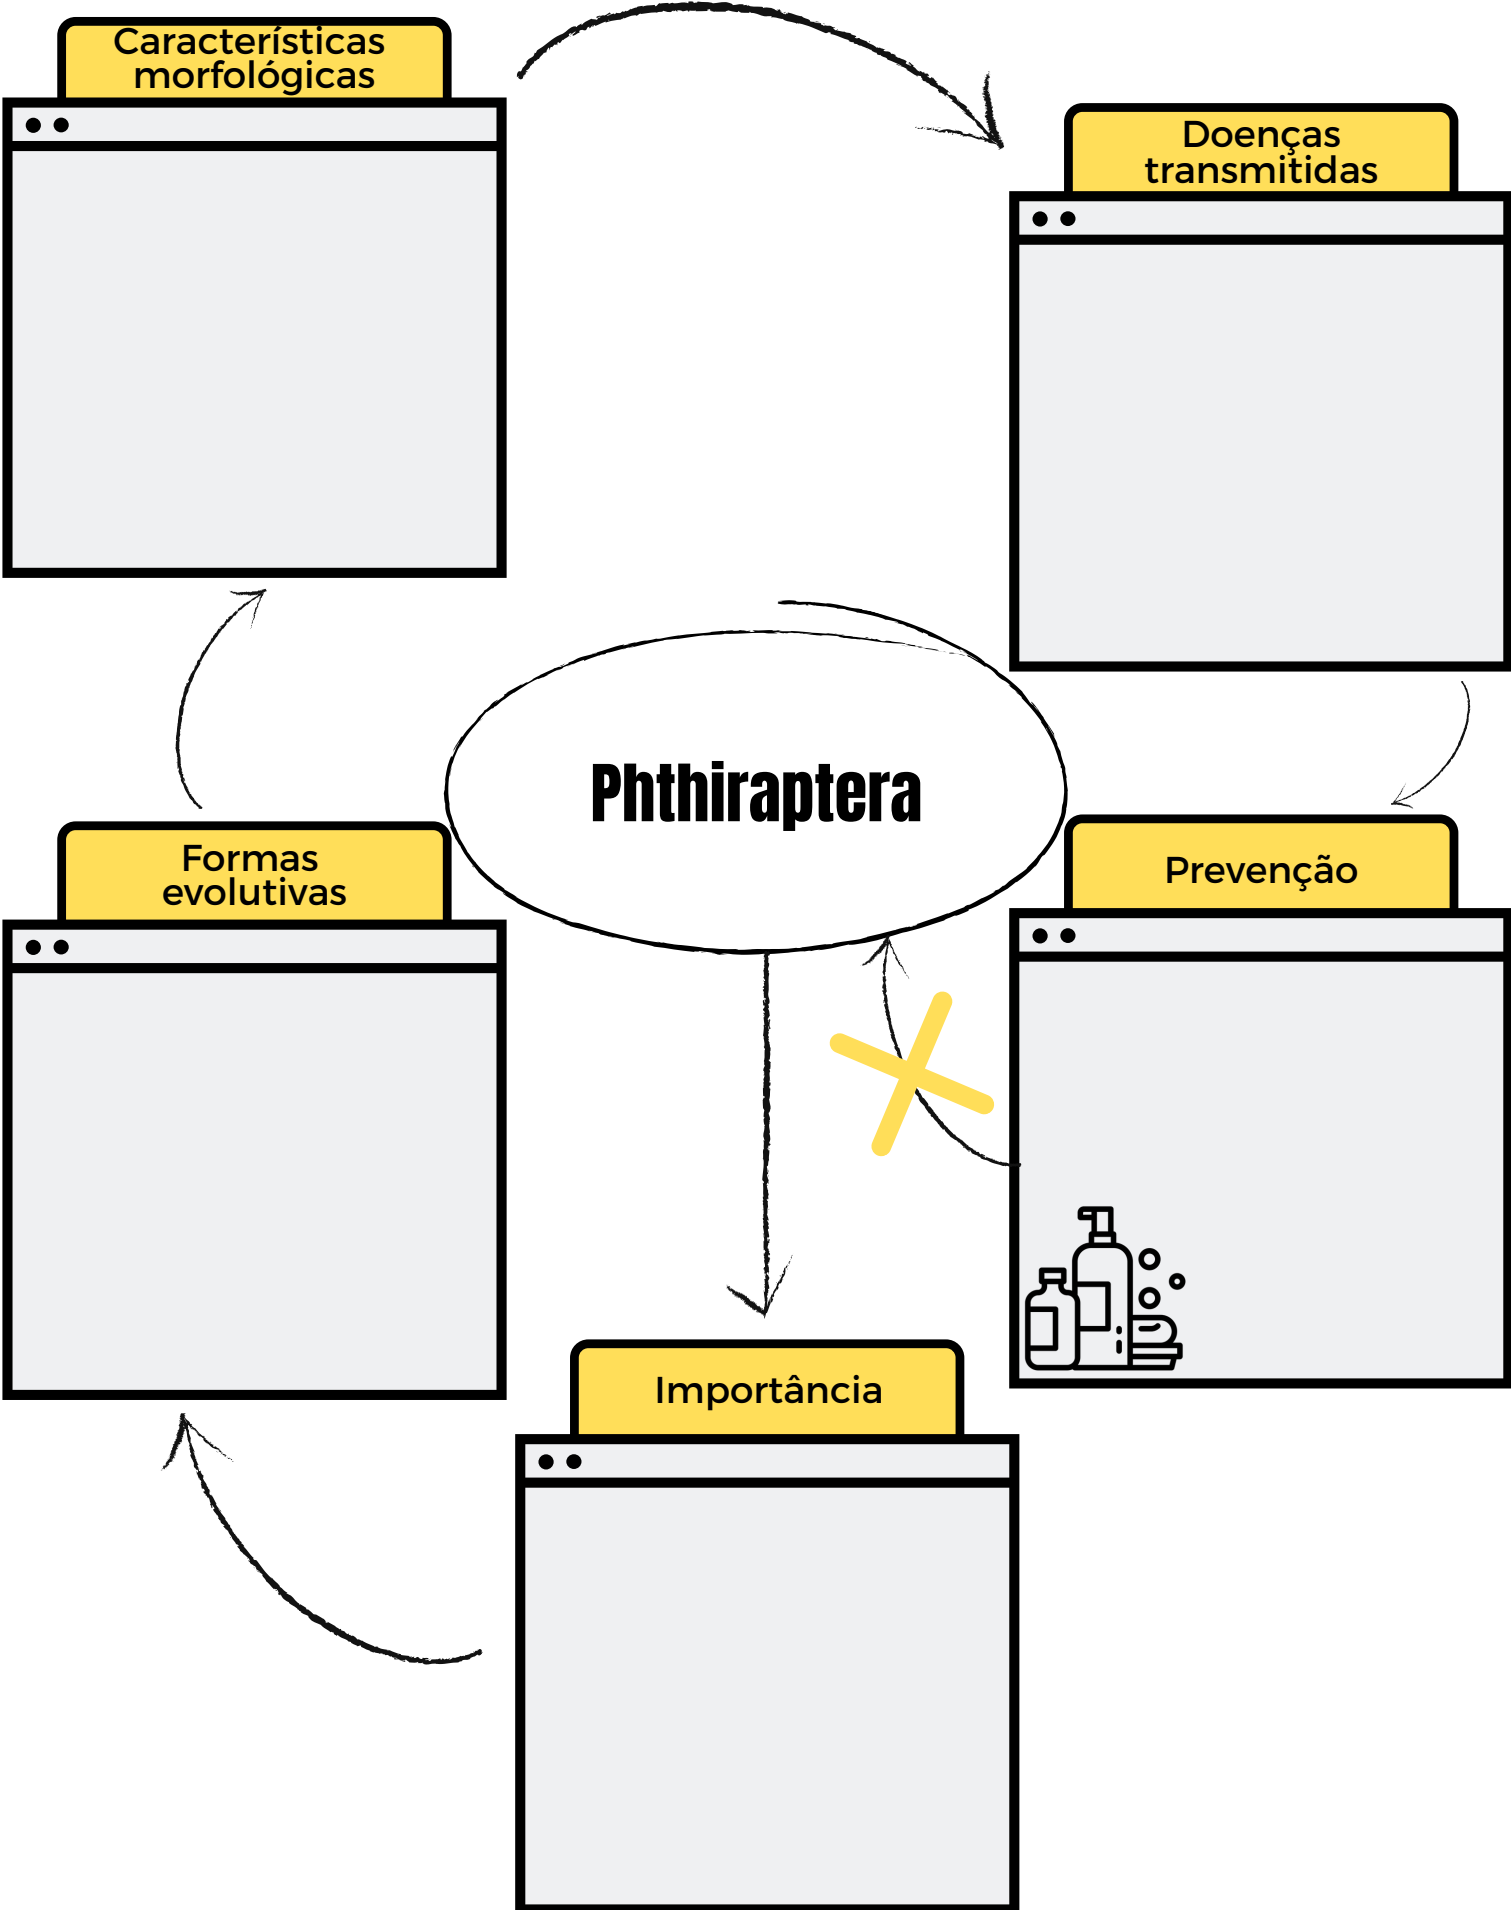 Características
morfológicas
Doenças
transmitidas
Phthiraptera
Formas
evolutivas
Prevenção
Importância